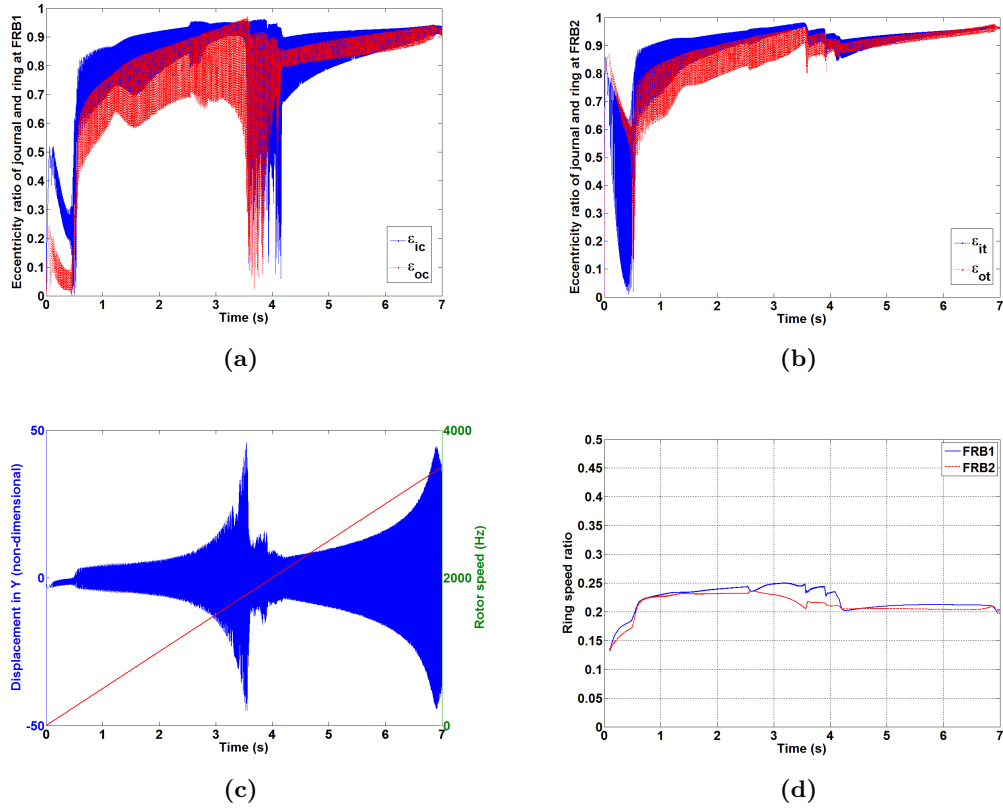 Eccentricity ratio of journal and ring at FRB1
1
0.9
0.8
0.7
0.6
0.5
0.4
0.3
0.2
0.1
0
0 1 2 3 4 5 6 7
Time (s)
εic
εoc
(a)
Eccentricity ratio of journal and ring at FRB2
1
0.9
0.8
0.7
0.6
0.5
0.4
0.3
0.2
0.1
0
0 1 2 3 4 5 6 7
Time (s)
εit
εot
(b)
Displacement in Y (non-dimensional)
50
0
-50
0 1 2 3 4 5 6 7
Time (s)
4000
2000
0
Rotor speed (Hz)
(c)
Ring speed ratio
0.5
0.45
0.4
0.35
0.3
0.25
0.2
0.15
0.1
0.05
0
0 1 2 3 4 5 6 7
Time (s)
FRB1
FRB2
(d)